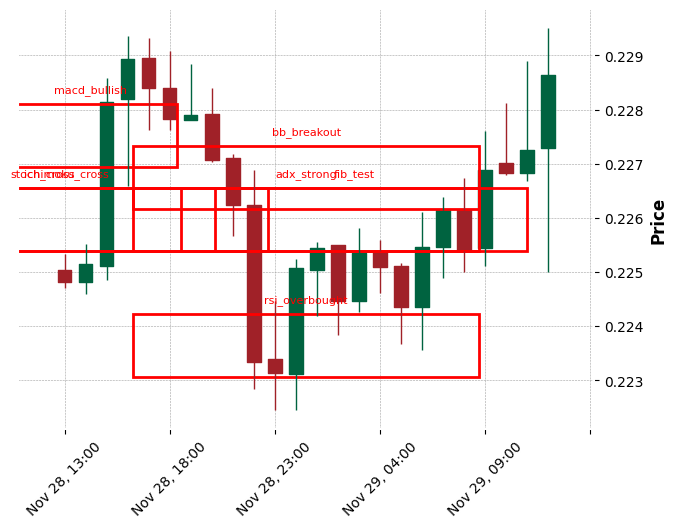 0.229
macd_bullish
0.228
bb_breakout
0.227
adx_strong
fib_test
0.226
Price
0.225
rsi_overbought
0.224
0.223
Nov 28, 13:00
Nov 28, 18:00
Nov 28, 23:00
Nov 29, 04:00
Nov 29, 09:00